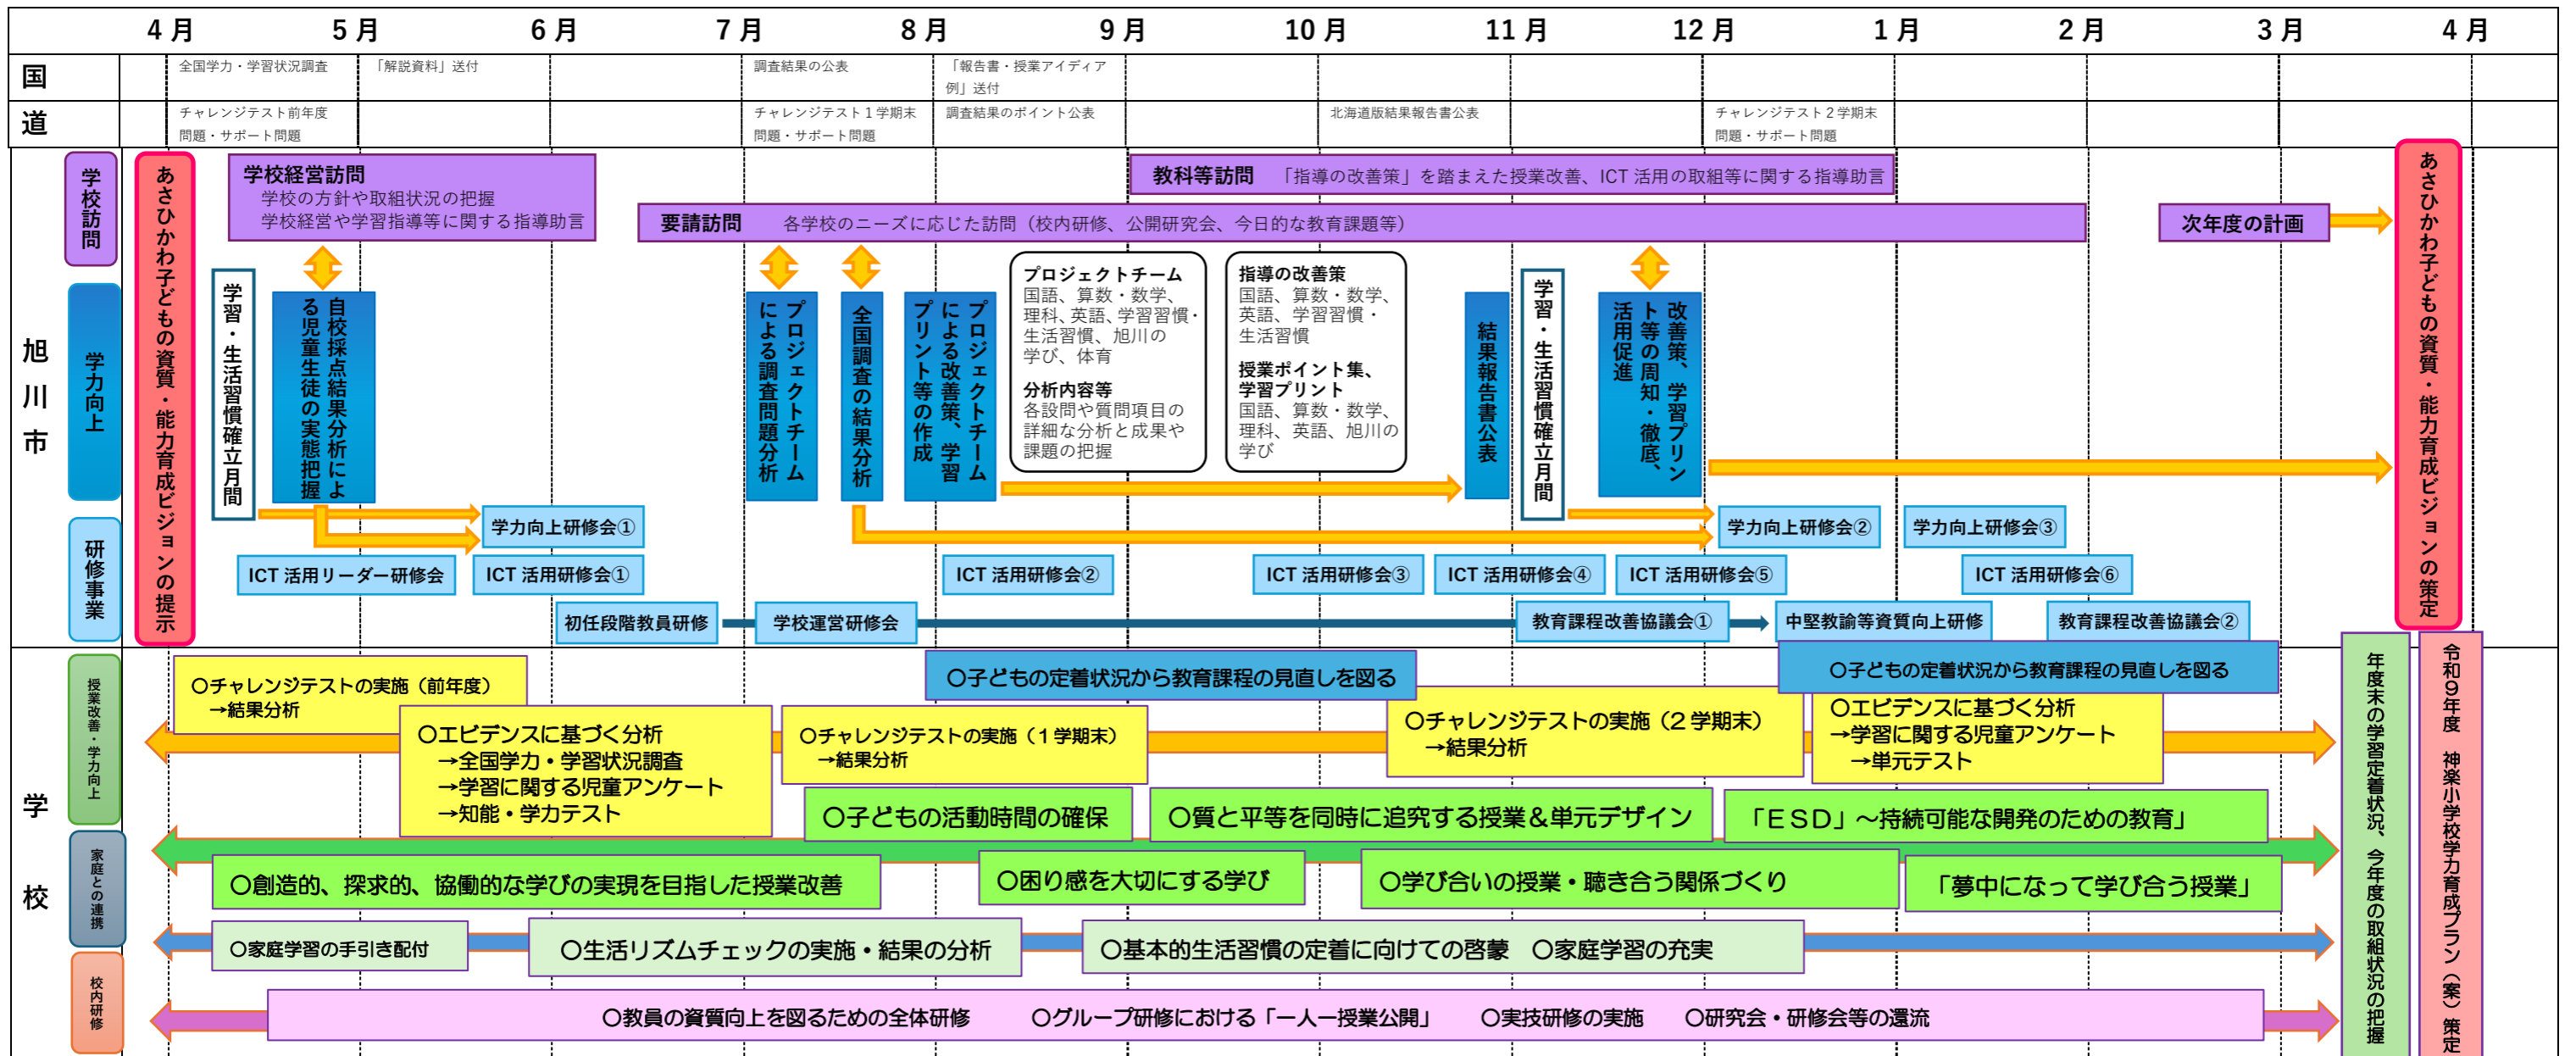 4月 5月 6月 7月 8月 9月 10月 11月 12月 1月 2月 3月 4月
国
全国学力・学習状況調査
「解説資料」送付
調査結果の公表
「報告書・授業アイディア
例」送付
道
チャレンジテスト前年度
問題・サポート問題
チャレンジテスト1学期末
問題・サポート問題
調査結果のポイント公表
北海道版結果報告書公表
チャレンジテスト2学期末
問題・サポート問題
旭川市
学校訪問
学力向上
研修事業
あさひかわ子どもの資質・能力育成ビジョンの提示
学校経営訪問
学校の方針や取組状況の把握
学校経営や学習指導等に関する指導助言
教科等訪問 「指導の改善策」を踏まえた授業改善、ICT 活用の取組等に関する指導助言
要請訪問 各学校のニーズに応じた訪問（校内研修、公開研究会、今日的な教育課題等）
次年度の計画
あさひかわ子どもの資質・能力育成ビジョンの策定
学習・生活習慣確立月間
自校採点結果分析によ
る児童生徒の実態把握
プロジェクトチーム
による調査問題分析
全国調査の結果分析
プロジェクトチーム
による改善策、学習
プリント等の作成
プロジェクトチーム
国語、算数・数学、
理科、英語、学習習慣・
生活習慣、旭川の
学び、体育
分析内容等
各設問や質問項目の
詳細な分析と成果や
課題の把握
指導の改善策
国語、算数・数学、
英語、学習習慣・
生活習慣
授業ポイント集、
学習プリント
国語、算数・数学、
理科、英語、旭川の
学び
結果報告書公表
学習・生活習慣確立月間
改善策、学習プリン
ト等の周知・徹底、
活用促進
学力向上研修会①
学力向上研修会②
学力向上研修会③
ICT 活用リーダー研修会
ICT 活用研修会①
ICT 活用研修会②
ICT 活用研修会③
ICT 活用研修会④
ICT 活用研修会⑤
ICT 活用研修会⑥
初任段階教員研修
学校運営研修会
教育課程改善協議会①
中堅教諭等資質向上研修
教育課程改善協議会②
学校
授業改善・学力向上
家庭との連携
校内研修
〇チャレンジテストの実施（前年度）
→結果分析
〇エビデンスに基づく分析
→全国学力・学習状況調査
→学習に関する児童アンケート
→知能・学力テスト
〇チャレンジテストの実施（1学期末）
→結果分析
〇子どもの定着状況から教育課程の見直しを図る
〇チャレンジテストの実施（2学期末）
→結果分析
〇子どもの定着状況から教育課程の見直しを図る
〇エビデンスに基づく分析
→学習に関する児童アンケート
→単元テスト
〇子どもの活動時間の確保
〇質と平等を同時に追究する授業＆単元デザイン
「ＥＳＤ」～持続可能な開発のための教育」
〇創造的、探求的、協働的な学びの実現を目指した授業改善
〇困り感を大切にする学び
〇学び合いの授業・聴き合う関係づくり
「夢中になって学び合う授業」
〇家庭学習の手引き配付
〇生活リズムチェックの実施・結果の分析
〇基本的生活習慣の定着に向けての啓蒙 〇家庭学習の充実
〇教員の資質向上を図るための全体研修 〇グループ研修における「一人一授業公開」 〇実技研修の実施 〇研究会・研修会等の還流
年度末の学習定着状況、今年度の取組状況の把握
令和9年度 神楽小学校学力育成プラン（案）策定